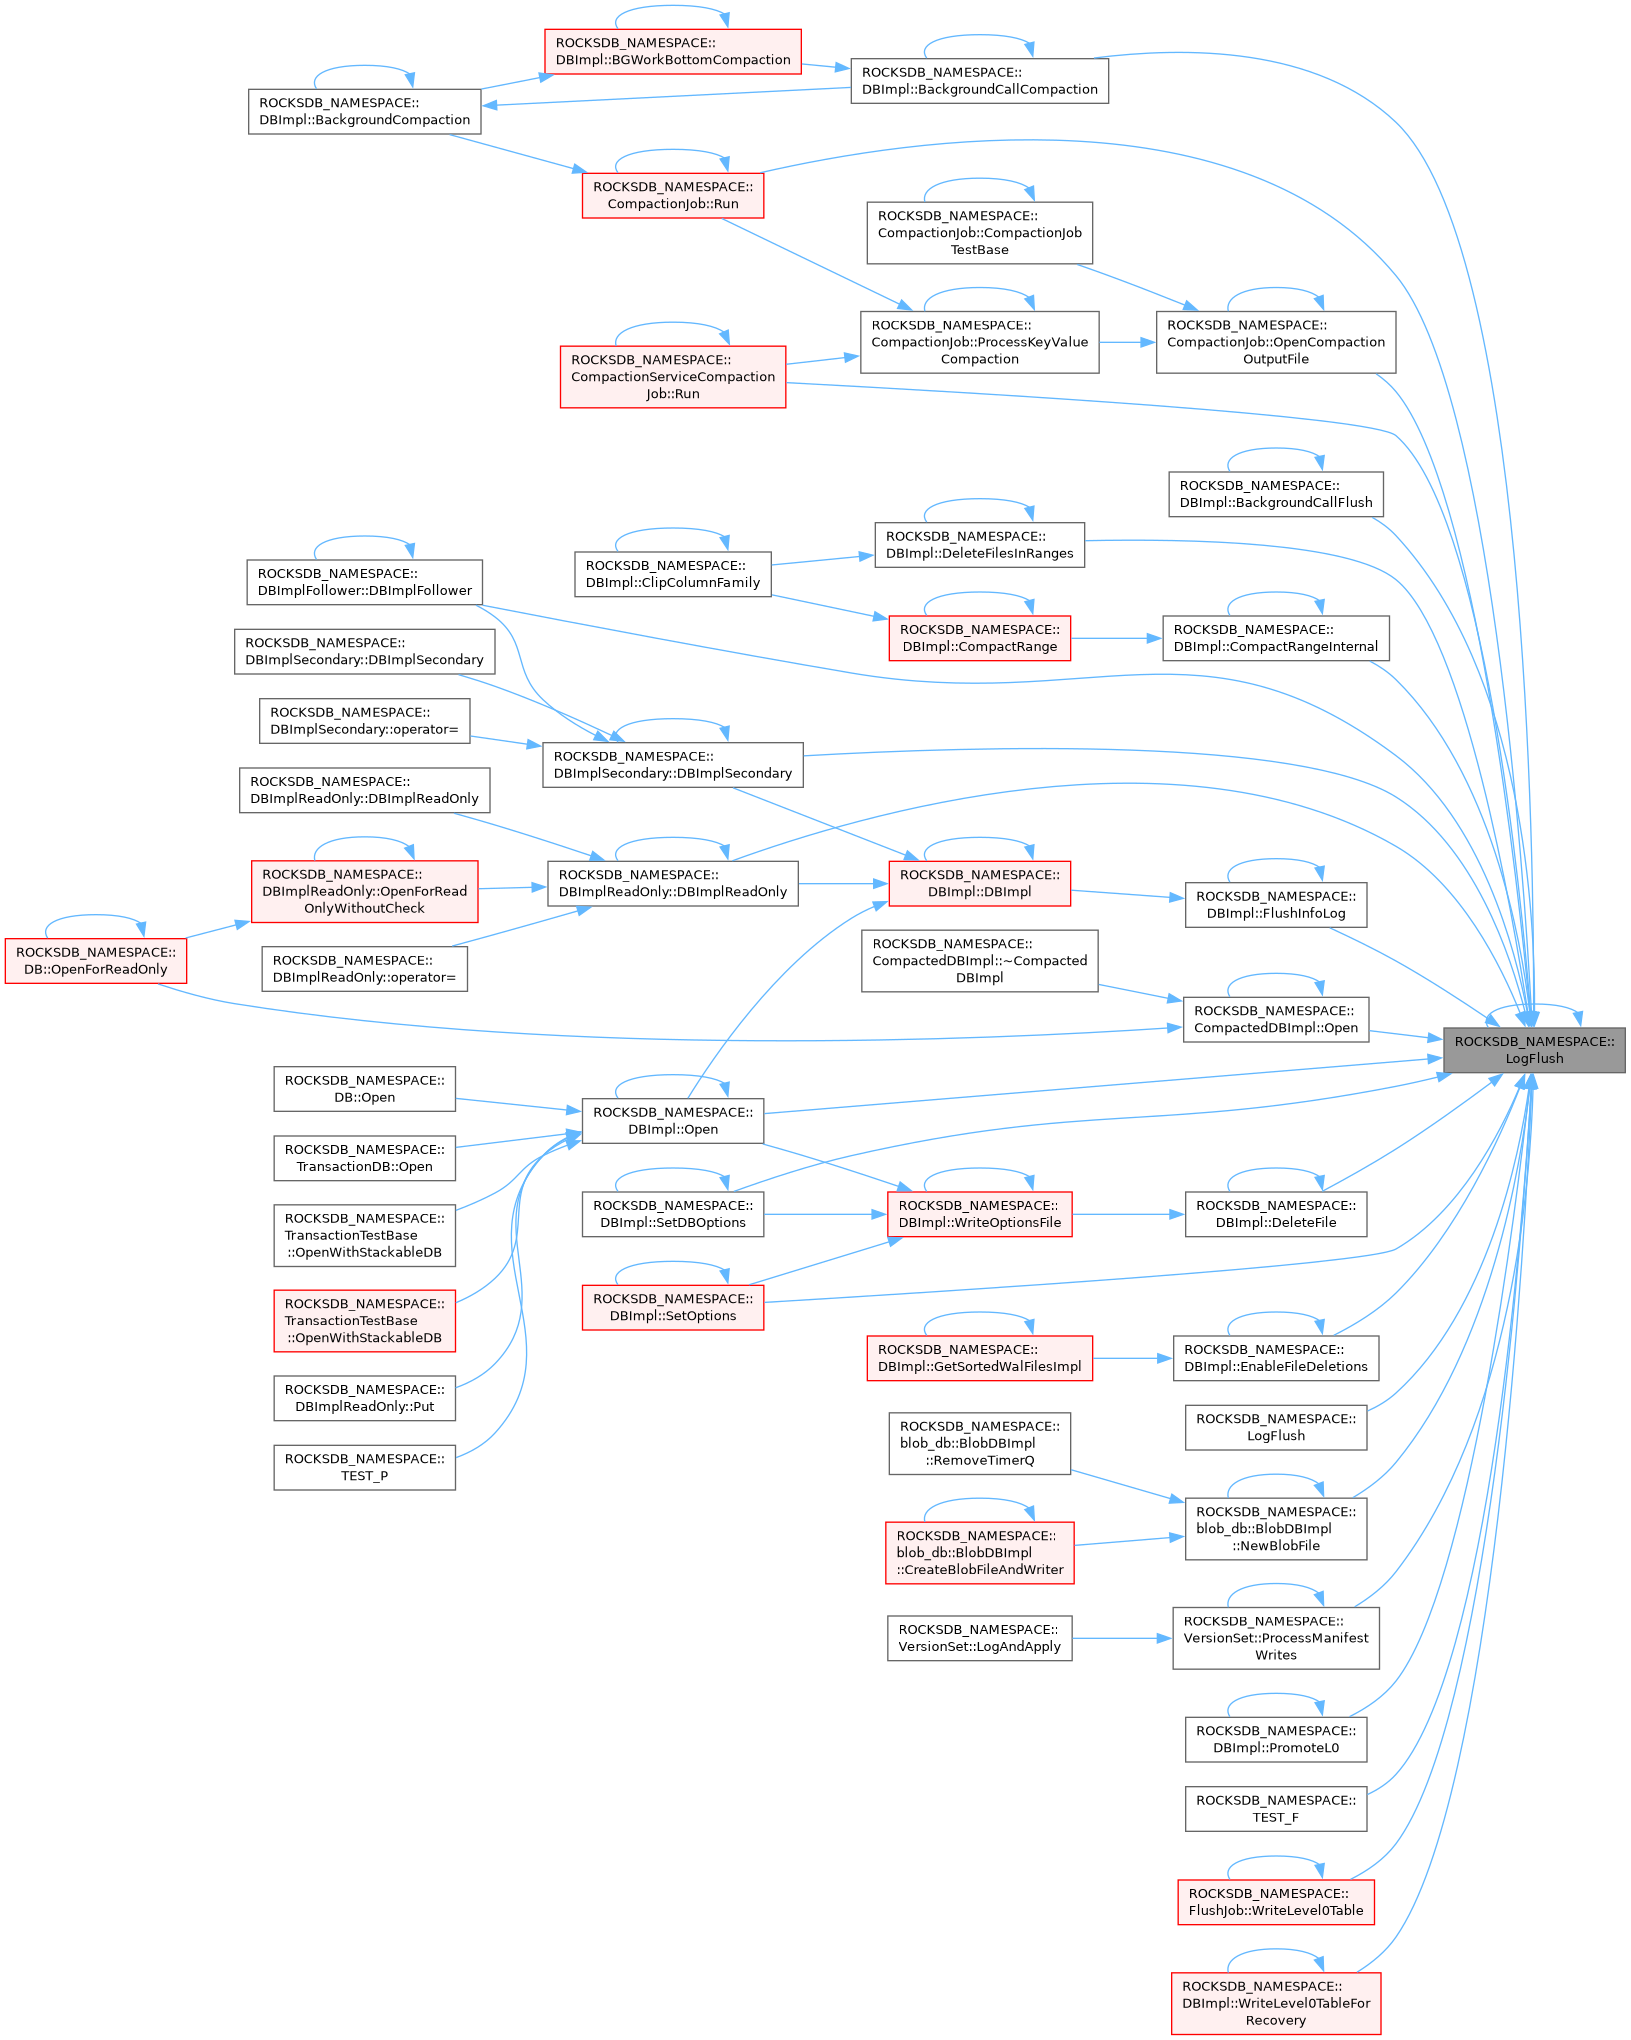 ROCKSDB_NAMESPACE::
DBImpl::BGWorkBottomCompaction
ROCKSDB_NAMESPACE::
DBImpl::BackgroundCallCompaction
ROCKSDB_NAMESPACE::
DBImpl::BackgroundCompaction
ROCKSDB_NAMESPACE::
CompactionJob::Run
ROCKSDB_NAMESPACE::
CompactionJob::CompactionJob
TestBase
ROCKSDB_NAMESPACE::
CompactionJob::ProcessKeyValue
Compaction
ROCKSDB_NAMESPACE::
CompactionJob::OpenCompaction
OutputFile
ROCKSDB_NAMESPACE::
CompactionServiceCompaction
Job::Run
ROCKSDB_NAMESPACE::
DBImpl::BackgroundCallFlush
ROCKSDB_NAMESPACE::
DBImpl::DeleteFilesInRanges
ROCKSDB_NAMESPACE::
DBImpl::ClipColumnFamily
ROCKSDB_NAMESPACE::
DBImplFollower::DBImplFollower
ROCKSDB_NAMESPACE::
DBImpl::CompactRange
ROCKSDB_NAMESPACE::
DBImpl::CompactRangeInternal
ROCKSDB_NAMESPACE::
DBImplSecondary::DBImplSecondary
ROCKSDB_NAMESPACE::
DBImplSecondary::operator=
ROCKSDB_NAMESPACE::
DBImplSecondary::DBImplSecondary
ROCKSDB_NAMESPACE::
DBImplReadOnly::DBImplReadOnly
ROCKSDB_NAMESPACE::
DBImplReadOnly::OpenForRead
OnlyWithoutCheck
ROCKSDB_NAMESPACE::
DBImplReadOnly::DBImplReadOnly
ROCKSDB_NAMESPACE::
DBImpl::DBImpl
ROCKSDB_NAMESPACE::
DBImpl::FlushInfoLog
ROCKSDB_NAMESPACE::
DB::OpenForReadOnly
ROCKSDB_NAMESPACE::
DBImplReadOnly::operator=
ROCKSDB_NAMESPACE::
CompactedDBImpl::~Compacted
DBImpl
ROCKSDB_NAMESPACE::
CompactedDBImpl::Open
ROCKSDB_NAMESPACE::
LogFlush
ROCKSDB_NAMESPACE::
DB::Open
ROCKSDB_NAMESPACE::
DBImpl::Open
ROCKSDB_NAMESPACE::
TransactionDB::Open
ROCKSDB_NAMESPACE::
TransactionTestBase
::OpenWithStackableDB
ROCKSDB_NAMESPACE::
DBImpl::SetDBOptions
ROCKSDB_NAMESPACE::
DBImpl::WriteOptionsFile
ROCKSDB_NAMESPACE::
DBImpl::DeleteFile
ROCKSDB_NAMESPACE::
TransactionTestBase
::OpenWithStackableDB
ROCKSDB_NAMESPACE::
DBImpl::SetOptions
ROCKSDB_NAMESPACE::
DBImpl::GetSortedWalFilesImpl
ROCKSDB_NAMESPACE::
DBImpl::EnableFileDeletions
ROCKSDB_NAMESPACE::
DBImplReadOnly::Put
ROCKSDB_NAMESPACE::
LogFlush
ROCKSDB_NAMESPACE::
TEST_P
ROCKSDB_NAMESPACE::
blob_db::BlobDBImpl
::RemoveTimerQ
ROCKSDB_NAMESPACE::
blob_db::BlobDBImpl
::NewBlobFile
ROCKSDB_NAMESPACE::
blob_db::BlobDBImpl
::CreateBlobFileAndWriter
ROCKSDB_NAMESPACE::
VersionSet::LogAndApply
ROCKSDB_NAMESPACE::
VersionSet::ProcessManifest
Writes
ROCKSDB_NAMESPACE::
DBImpl::PromoteL0
ROCKSDB_NAMESPACE::
TEST_F
ROCKSDB_NAMESPACE::
FlushJob::WriteLevel0Table
ROCKSDB_NAMESPACE::
DBImpl::WriteLevel0TableFor
Recovery